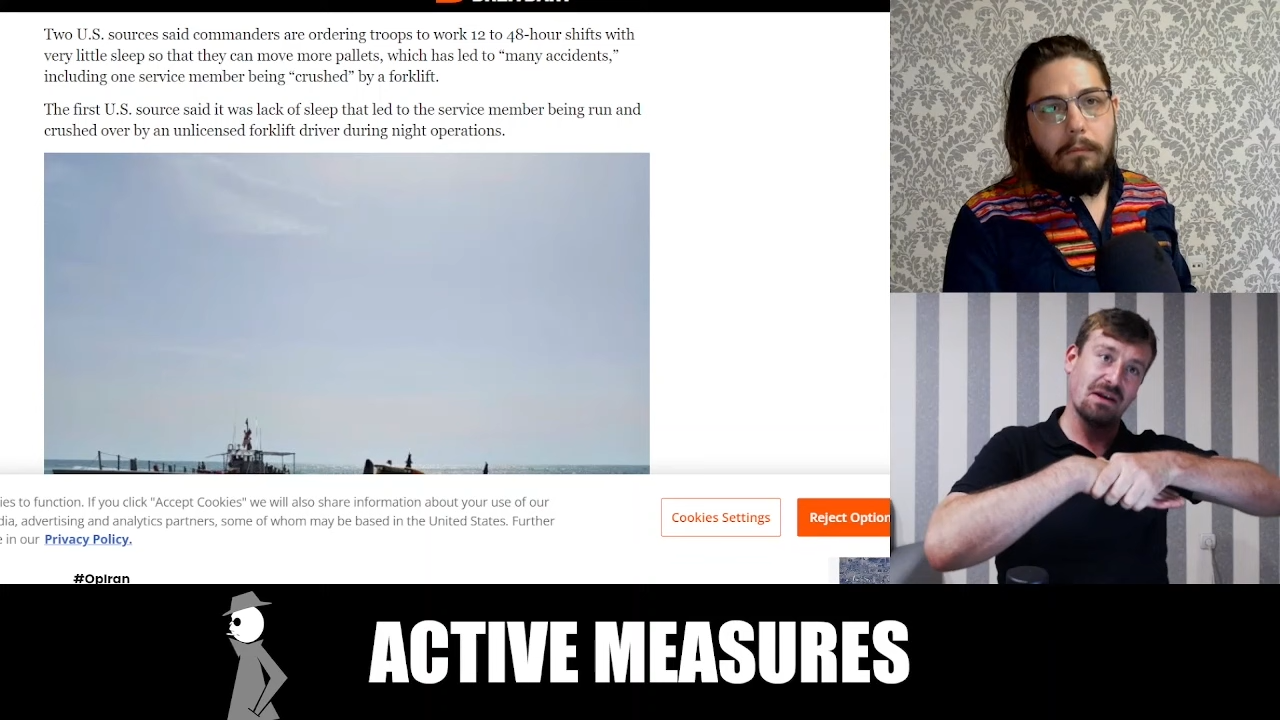 Two U.S. sources said commanders are ordering troops to work 12 to 48-hour shifts with
very little sleep so that they can move more pallets, which has led to “many accidents,”
including one service member being “crushed” by a forklift.
The first U.S. source said it was lack of sleep that led to the service member being run and
crushed over by an unlicensed forklift driver during night operations.
ies to function. If you click "Accept Cookies" we will also share information about your use of our
dia, advertising and analytics partners, some of whom may be based in the United States. Further
e in our Privacy Policy.
Cookies Settings
Reject Option
#OpIran
ACTIVE MEASURES